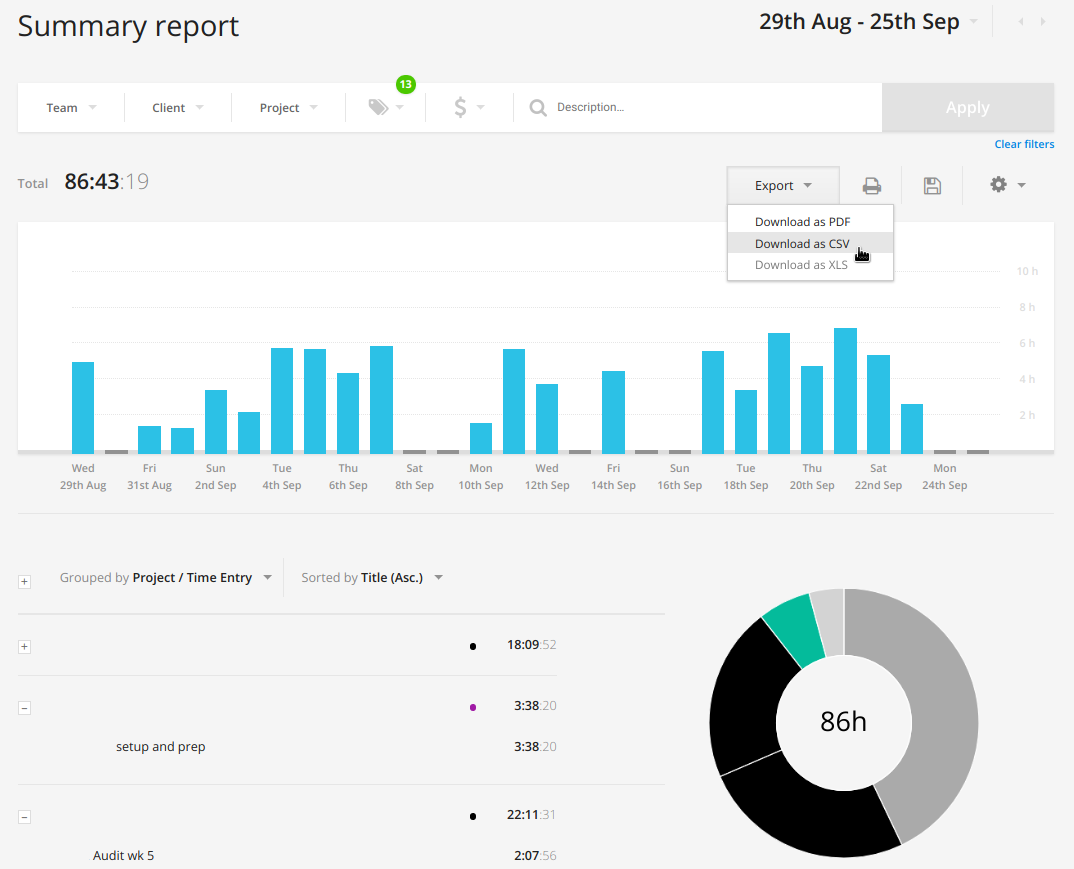 Summary report
29th Aug - 25th Sep
13
Team
Client
Project
$
Description...
Apply
Clear filters
Total 86:43:19
Export
Download as PDF
Download as CSV
Download as XLS
10 h
8 h
6 h
4 h
2 h
Wed Fri Sun Tue Thu Sat Mon Wed Fri Sun Tue Thu Sat Mon
29th Aug 31st Aug 2nd Sep 4th Sep 6th Sep 8th Sep 10th Sep 12th Sep 14th Sep 16th Sep 18th Sep 20th Sep 22nd Sep 24th Sep
Grouped by Project / Time Entry
Sorted by Title (Asc.)
18:09:52
3:38:20
setup and prep 3:38:20
22:11:31
Audit wk 5 2:07:56
86h